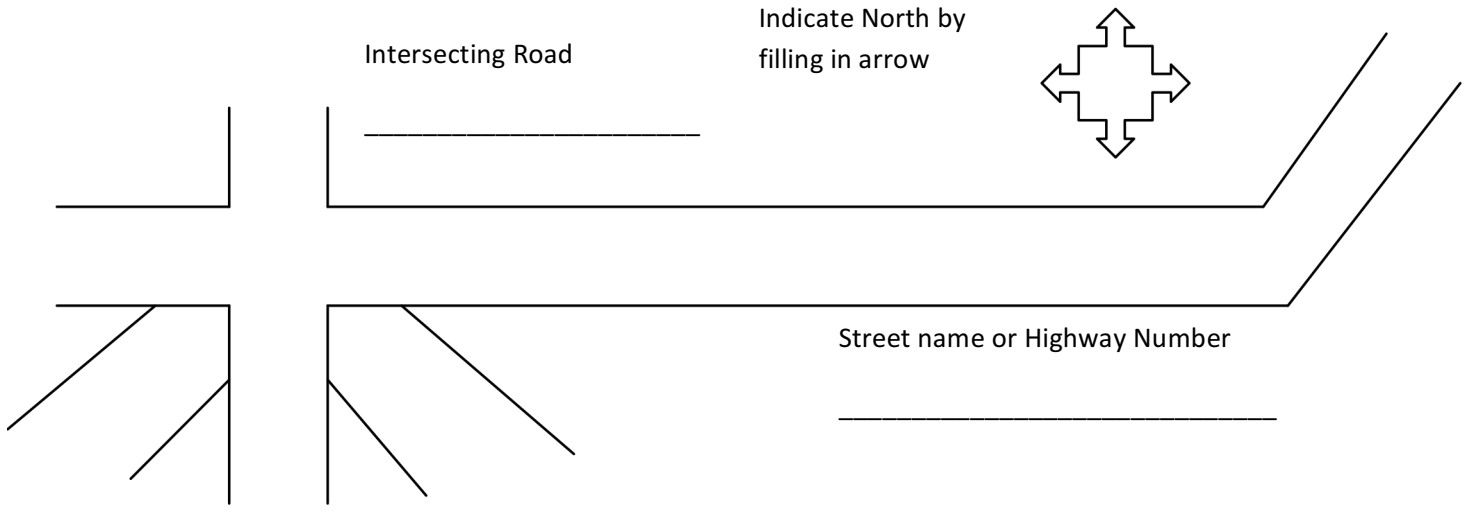 Indicate North by
filling in arrow
Intersecting Road
Street name or Highway Number